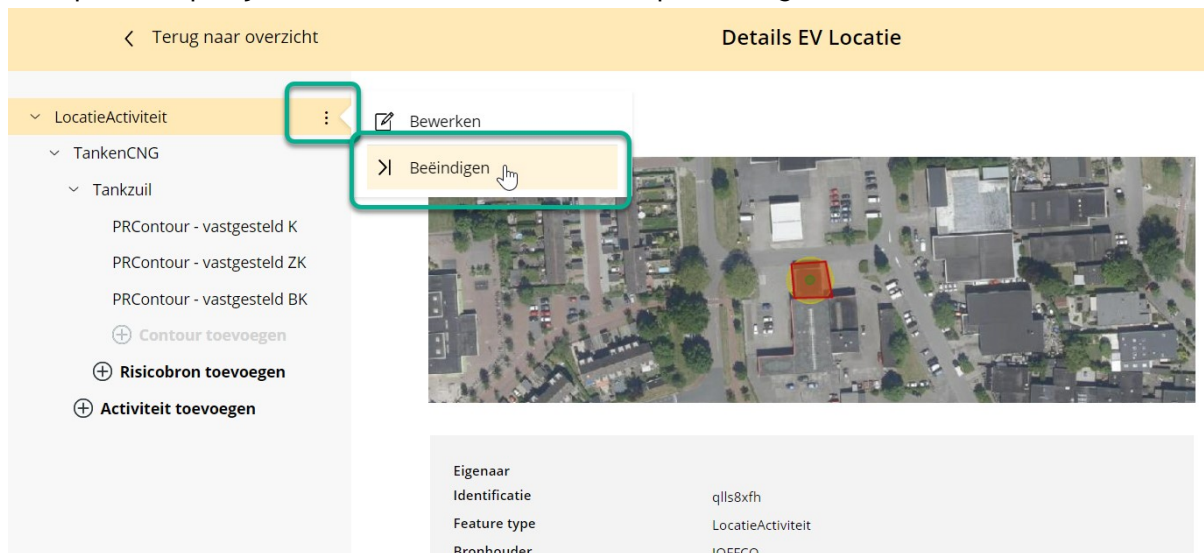 Terug naar overzicht
Details EV Locatie
LocatieActiviteit
Bewerken
TankenCNG
Beëindigen
Tankzuil
PRContour - vastgesteld K
PRContour - vastgesteld ZK
PRContour - vastgesteld BK
Contour toevoegen
Risicobron toevoegen
Activiteit toevoegen
Eigenaar
Identificatie qlls8xfh
Feature type LocatieActiviteit
Bronhouder